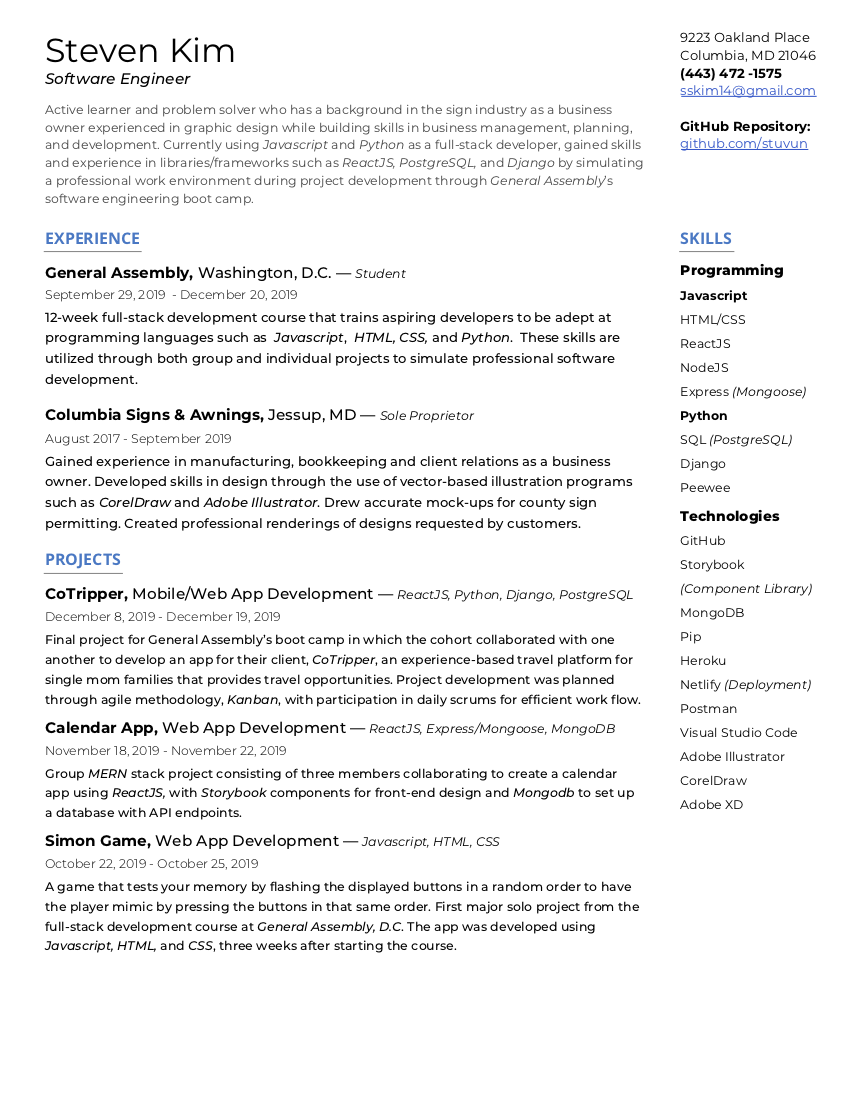 Steven Kim
Software Engineer
Active learner and problem solver who has a background in the sign industry as a business
owner experienced in graphic design while building skills in business management, planning,
and development. Currently using Javascript and Python as a full-stack developer, gained skills
and experience in libraries/frameworks such as ReactJS, PostgreSQL, and Django by simulating
a professional work environment during project development through General Assembly's
software engineering boot camp.
9223 Oakland Place
Columbia, MD 21046
(443) 472 -1575
sskim14@gmail.com
GitHub Repository:
github.com/stuvun
EXPERIENCE
General Assembly, Washington, D.C. — Student
September 29, 2019 - December 20, 2019
12-week full-stack development course that trains aspiring developers to be adept at
programming languages such as Javascript, HTML, CSS, and Python. These skills are
utilized through both group and individual projects to simulate professional software
development.
Columbia Signs & Awnings, Jessup, MD — Sole Proprietor
August 2017 - September 2019
Gained experience in manufacturing, bookkeeping and client relations as a business
owner. Developed skills in design through the use of vector-based illustration programs
such as CorelDraw and Adobe Illustrator. Drew accurate mock-ups for county sign
permitting. Created professional renderings of designs requested by customers.
PROJECTS
CoTripper, Mobile/Web App Development — ReactJS, Python, Django, PostgreSQL
December 8, 2019 - December 19, 2019
Final project for General Assembly's boot camp in which the cohort collaborated with one
another to develop an app for their client, CoTripper, an experience-based travel platform for
single mom families that provides travel opportunities. Project development was planned
through agile methodology, Kanban, with participation in daily scrums for efficient work flow.
Calendar App, Web App Development — ReactJS, Express/Mongoose, MongoDB
November 18, 2019 - November 22, 2019
Group MERN stack project consisting of three members collaborating to create a calendar
app using ReactJS, with Storybook components for front-end design and Mongodb to set up
a database with API endpoints.
Simon Game, Web App Development — Javascript, HTML, CSS
October 22, 2019 - October 25, 2019
A game that tests your memory by flashing the displayed buttons in a random order to have
the player mimic by pressing the buttons in that same order. First major solo project from the
full-stack development course at General Assembly, D.C. The app was developed using
Javascript, HTML, and CSS, three weeks after starting the course.
SKILLS
Programming
Javascript
HTML/CSS
ReactJS
NodeJS
Express (Mongoose)
Python
SQL (PostgreSQL)
Django
Peewee
Technologies
GitHub
Storybook
(Component Library)
MongoDB
Pip
Heroku
Netlify (Deployment)
Postman
Visual Studio Code
Adobe Illustrator
CorelDraw
Adobe XD